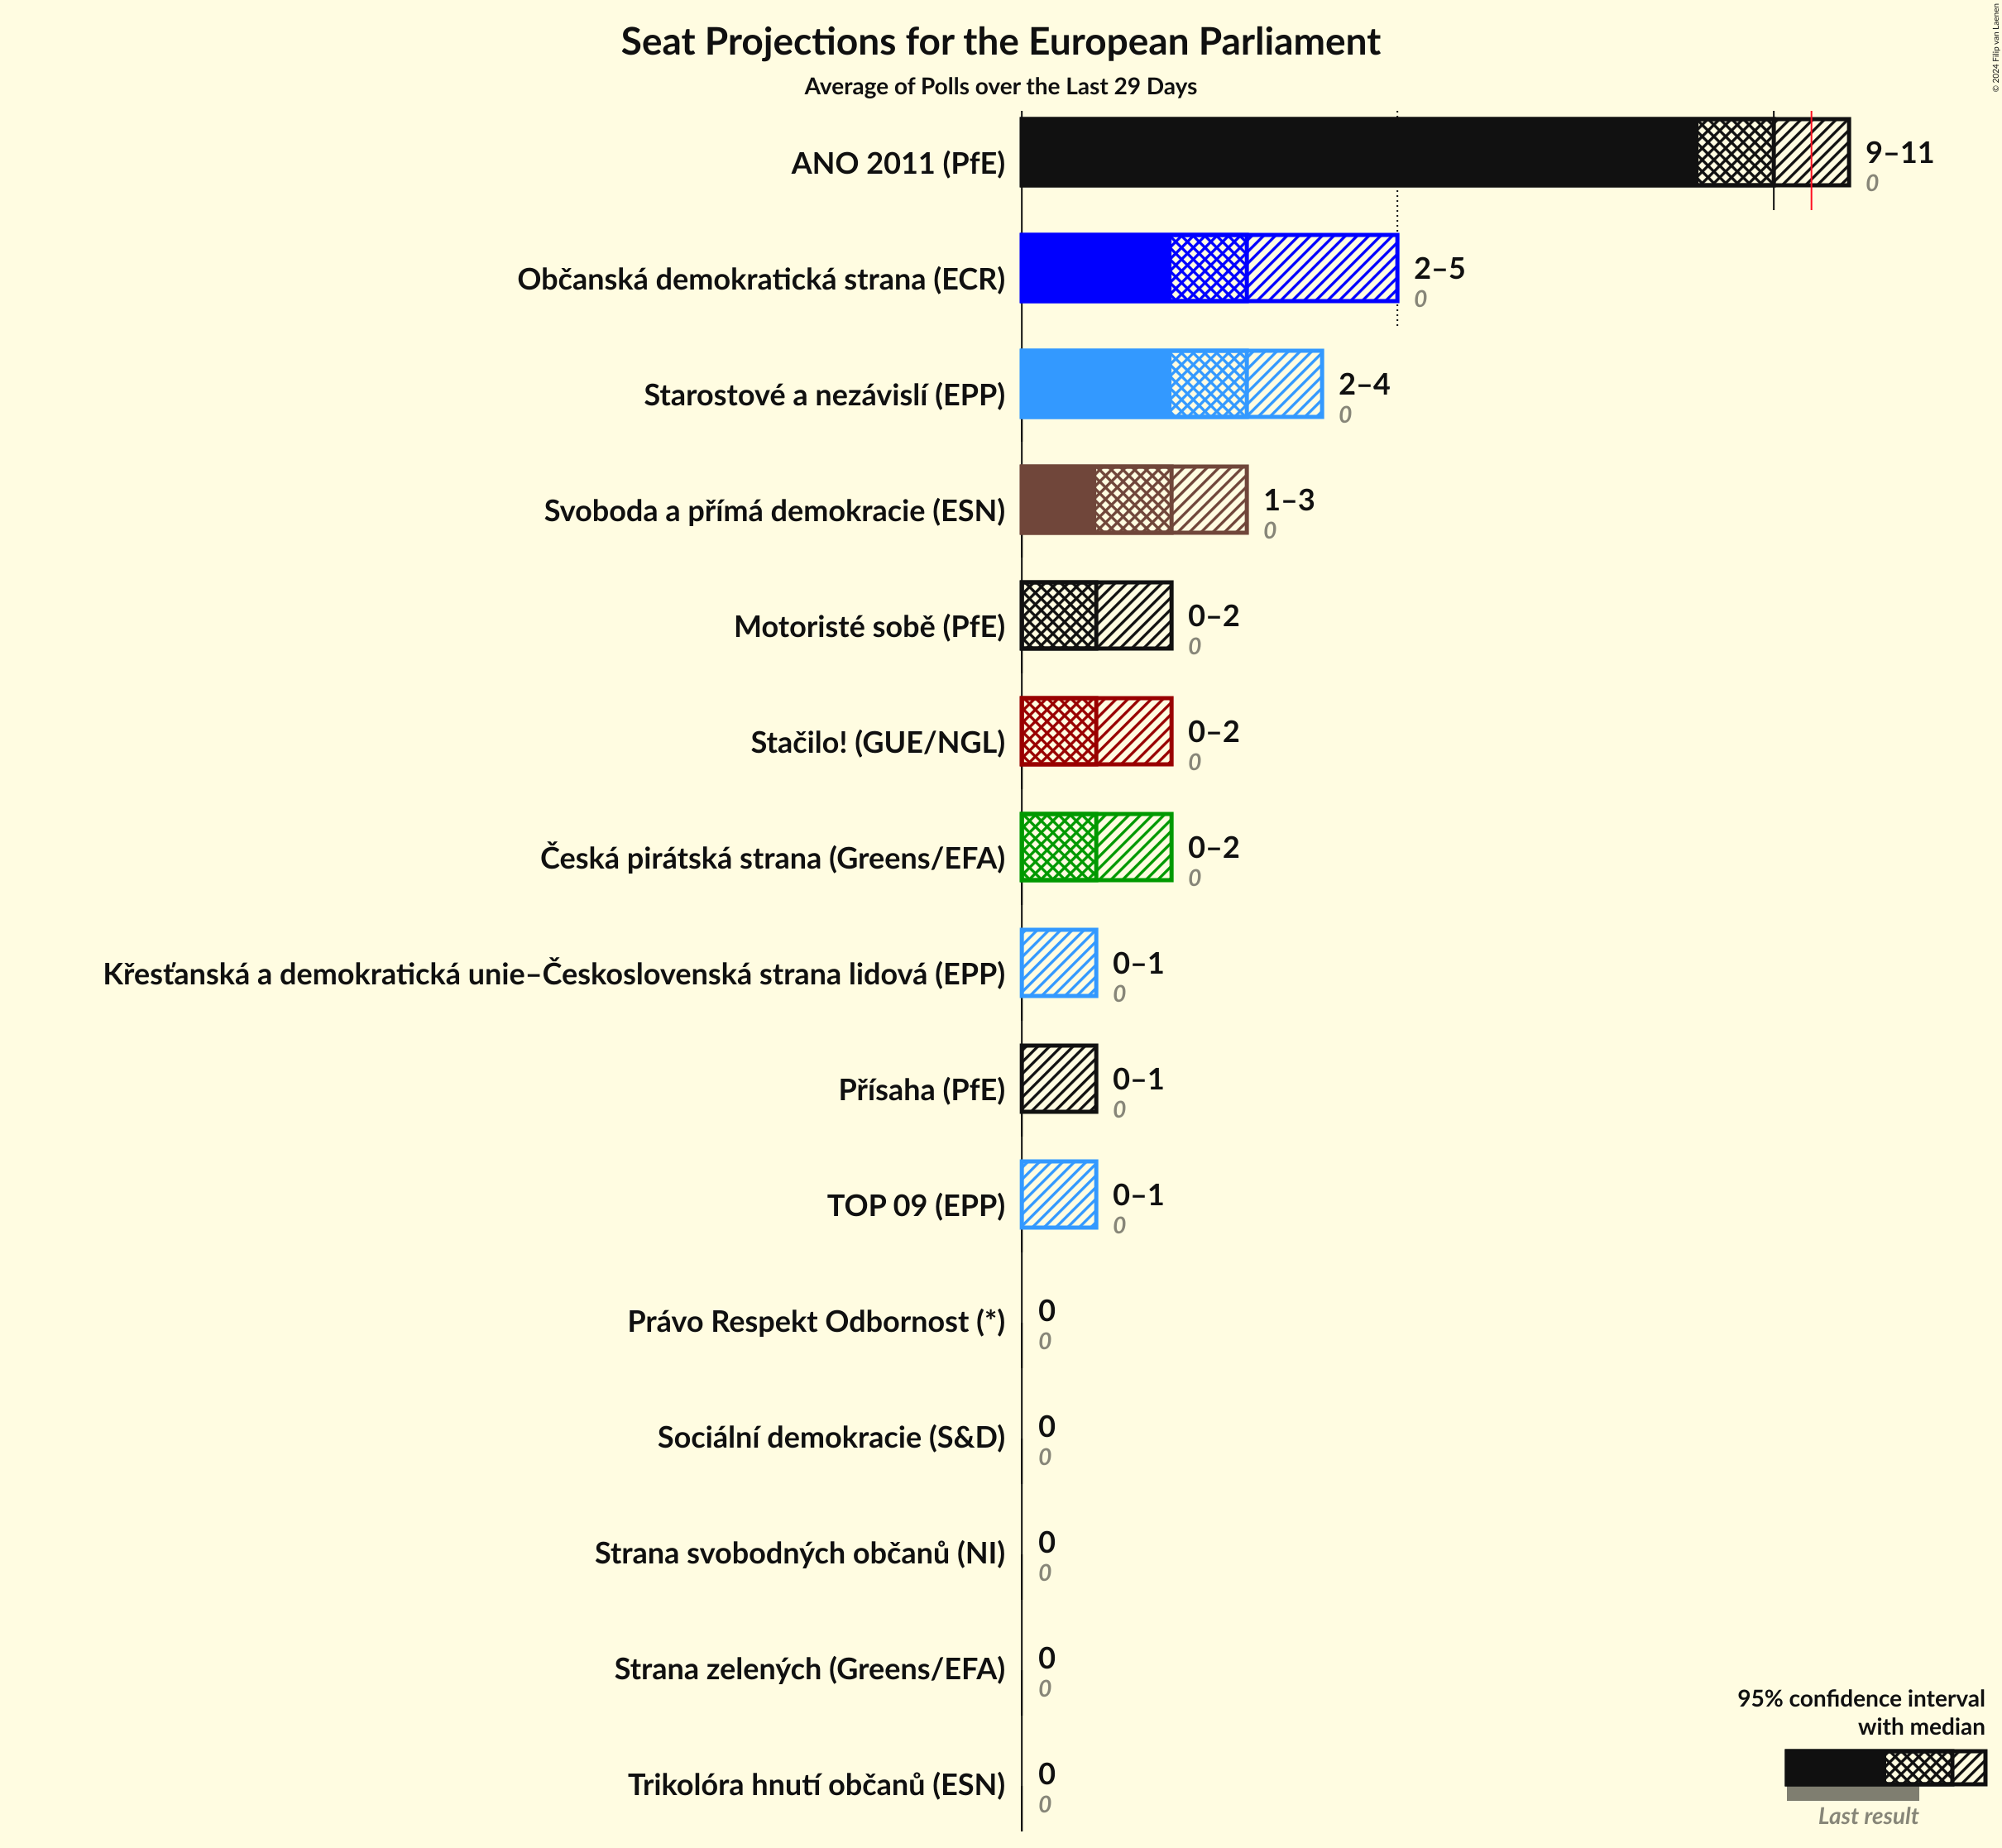 Seat Projections for the European Parliament
Average of Polls over the Last 29 Days
© 2024 Filip van Laenen
ANO 2011 (PfE)
9–11
0
Občanská demokratická strana (ECR)
2–5
0
Starostové a nezávislí (EPP)
2–4
0
Svoboda a přímá demokracie (ESN)
1–3
0
Motoristé sobě (PfE)
0–2
0
Stačilo! (GUE/NGL)
0–2
0
Česká pirátská strana (Greens/EFA)
0–2
0
Křesťanská a demokratická unie–Československá strana lidová (EPP)
0–1
0
Přísaha (PfE)
0–1
0
TOP 09 (EPP)
0–1
0
Právo Respekt Odbornost (*)
0
0
Sociální demokracie (S&D)
0
0
Strana svobodných občanů (NI)
0
0
Strana zelených (Greens/EFA)
0
0
Trikolóra hnutí občanů (ESN)
0
0
95% confidence interval
with median
Last result